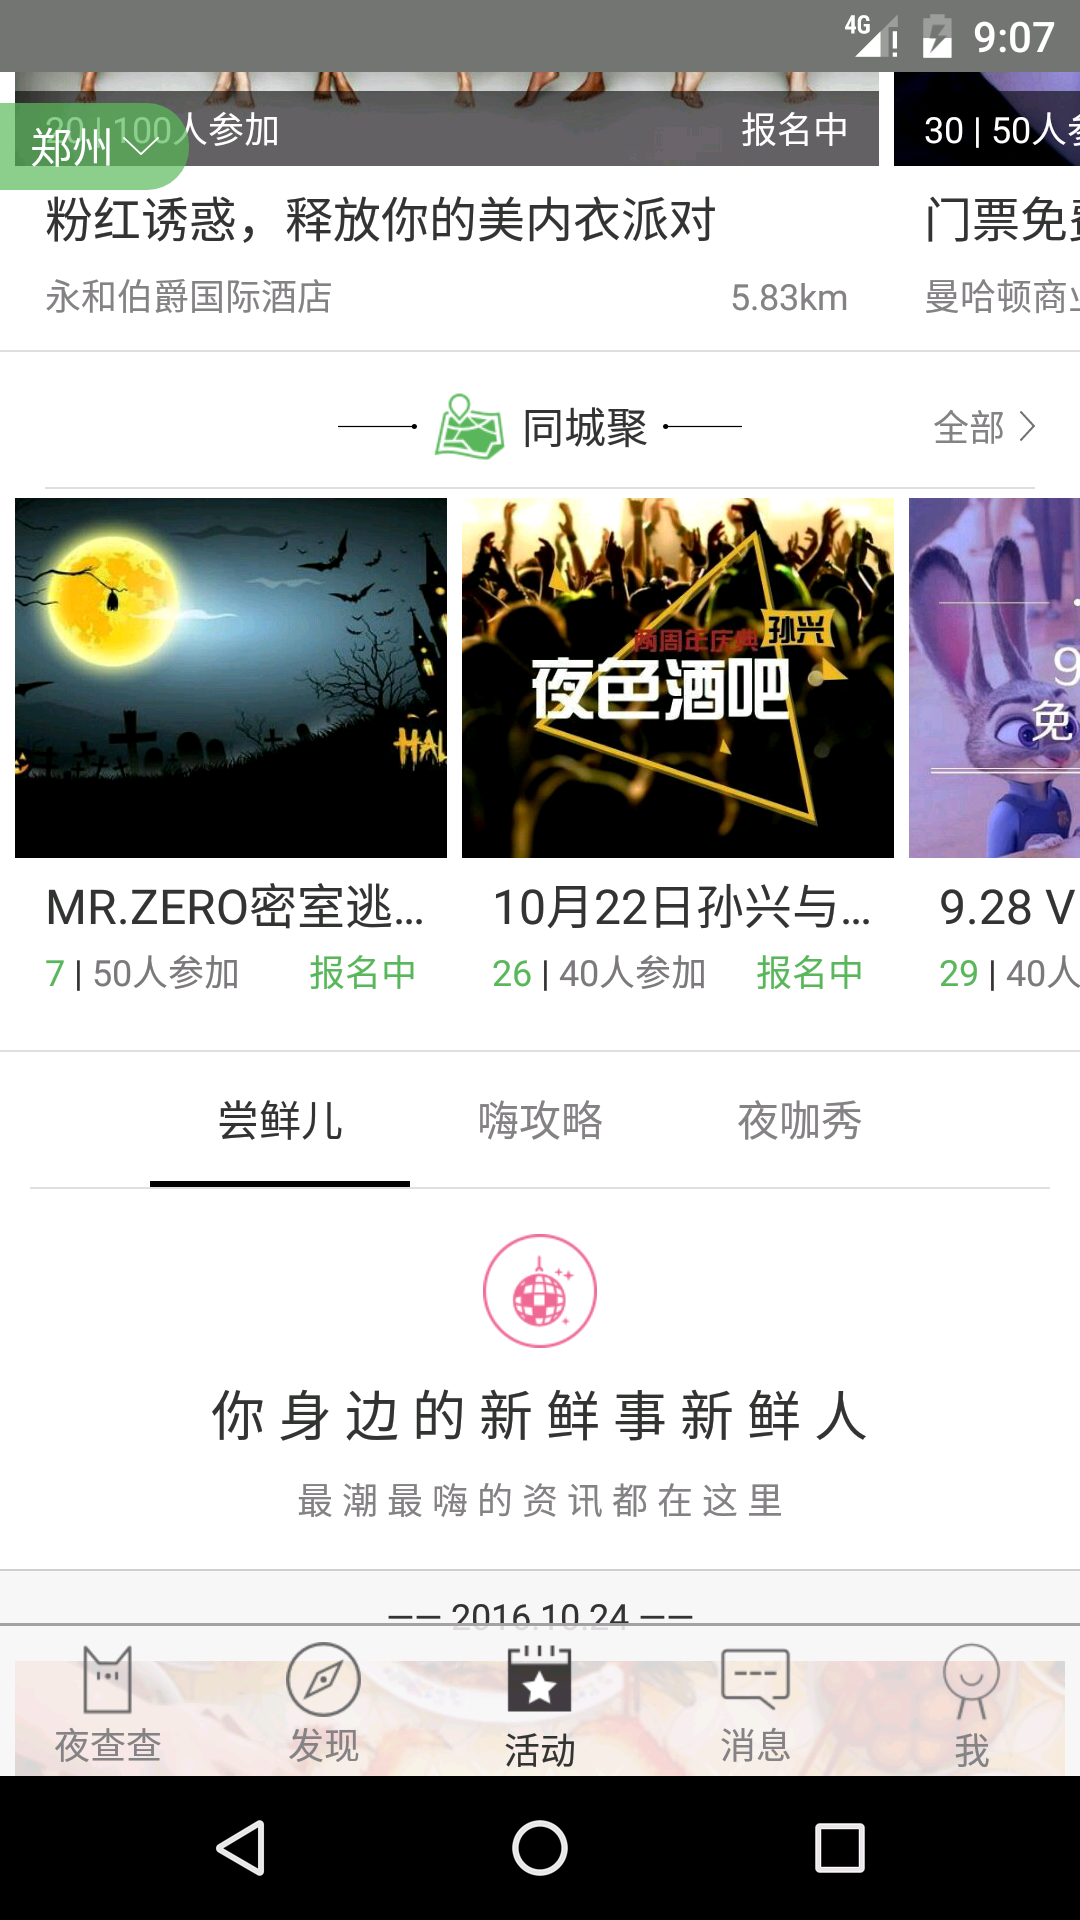 4G 9:07
郑州
20 | 100人参加 报名中
30 | 50人参
粉红诱惑，释放你的美内衣派对
门票免费
永和伯爵国际酒店 5.83km
曼哈顿商业
同城聚
全部
HAL
两周年庆典 孙兴
夜色酒吧
9
免
MR.ZERO密室逃...
10月22日孙兴与...
9.28 V
7 | 50人参加 报名中
26 | 40人参加 报名中
29 | 40人
尝鲜儿 嗨攻略 夜咖秀
你身边的新鲜事新鲜人
最潮最嗨的资讯都在这里
—— 2016.10.24 ——
夜查查 发现 活动 消息 我